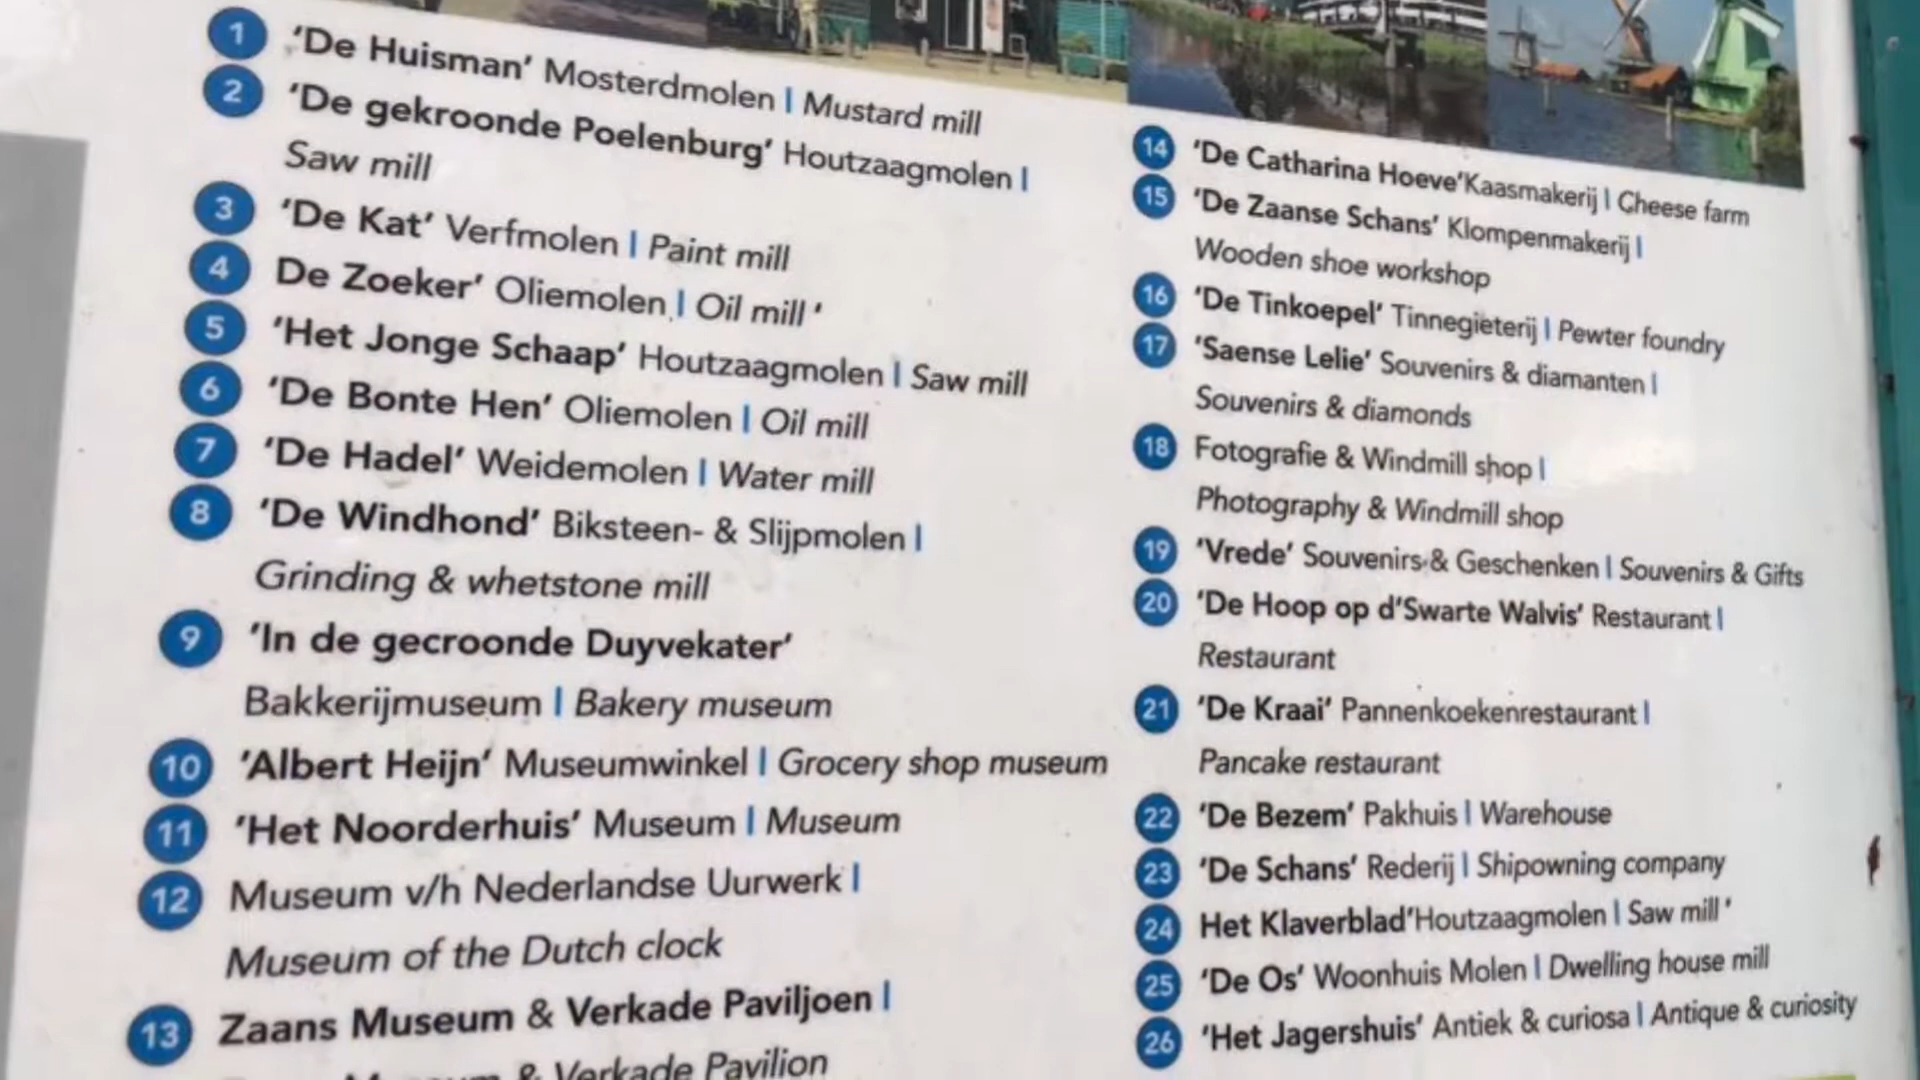 1 'De Huisman' Mosterdmolen | Mustard mill
2 'De gekroonde Poelenburg' Houtzaagmolen |
Saw mill
3 'De Kat' Verfmolen | Paint mill
4 De Zoeker' Oliemolen | Oil mill '
5 'Het Jonge Schaap' Houtzaagmolen | Saw mill
6 'De Bonte Hen' Oliemolen | Oil mill
7 'De Hadel' Weidemolen | Water mill
8 'De Windhond' Biksteen- & Slijpmolen |
Grinding & whetstone mill
9 'In de gecroonde Duyvekater'
Bakkerijmuseum | Bakery museum
10 'Albert Heijn' Museumwinkel | Grocery shop museum
11 'Het Noorderhuis' Museum | Museum
12 Museum v/h Nederlandse Uurwerk |
Museum of the Dutch clock
13 Zaans Museum & Verkade Paviljoen |
Museum & Verkade Pavilion
14 'De Catharina Hoeve'Kaasmakerij | Cheese farm
15 'De Zaanse Schans' Klompenmakerij |
Wooden shoe workshop
16 'De Tinkoepel' Tinnegieterij | Pewter foundry
17 'Saense Lelie' Souvenirs & diamanten |
Souvenirs & diamonds
18 Fotografie & Windmill shop |
Photography & Windmill shop
19 'Vrede' Souvenirs & Geschenken | Souvenirs & Gifts
20 'De Hoop op d'Swarte Walvis' Restaurant |
Restaurant
21 'De Kraai' Pannenkoekenrestaurant |
Pancake restaurant
22 'De Bezem' Pakhuis | Warehouse
23 'De Schans' Rederij | Shipowning company
24 Het Klaverblad'Houtzaagmolen | Saw mill '
25 'De Os' Woonhuis Molen | Dwelling house mill
26 'Het Jagershuis' Antiek & curiosa | Antique & curiosity